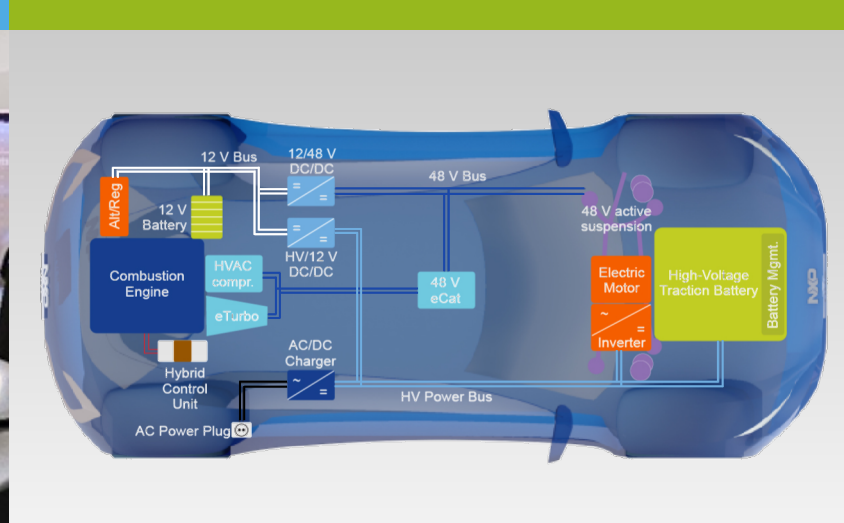 12 V Bus
12/48 V
DC/DC
48 V Bus
Alt/Reg
12 V
Battery
=
=
=
=
HV/12 V
DC/DC
48 V active
suspension
Combustion
Engine
HVAC
compr.
eTurbo
48 V
eCat
Electric
Motor
~
=
Inverter
High-Voltage
Traction Battery
Battery Mgmt.
NXP
Hybrid
Control
Unit
AC/DC
Charger
~
=
HV Power Bus
AC Power Plug